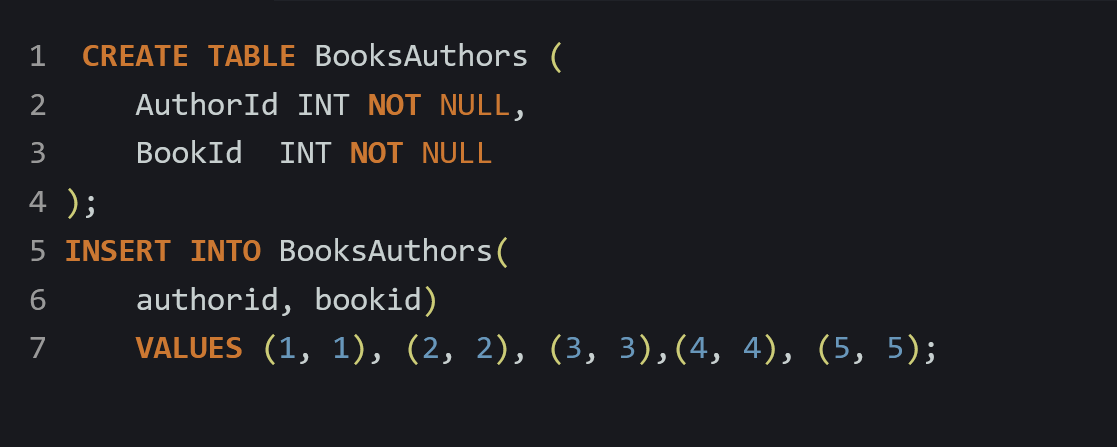 1 CREATE TABLE BooksAuthors (
2 AuthorId INT NOT NULL,
3 BookId INT NOT NULL
4 );
5 INSERT INTO BooksAuthors(
6 authorid, bookid)
7 VALUES (1, 1), (2, 2), (3, 3),(4, 4), (5, 5);